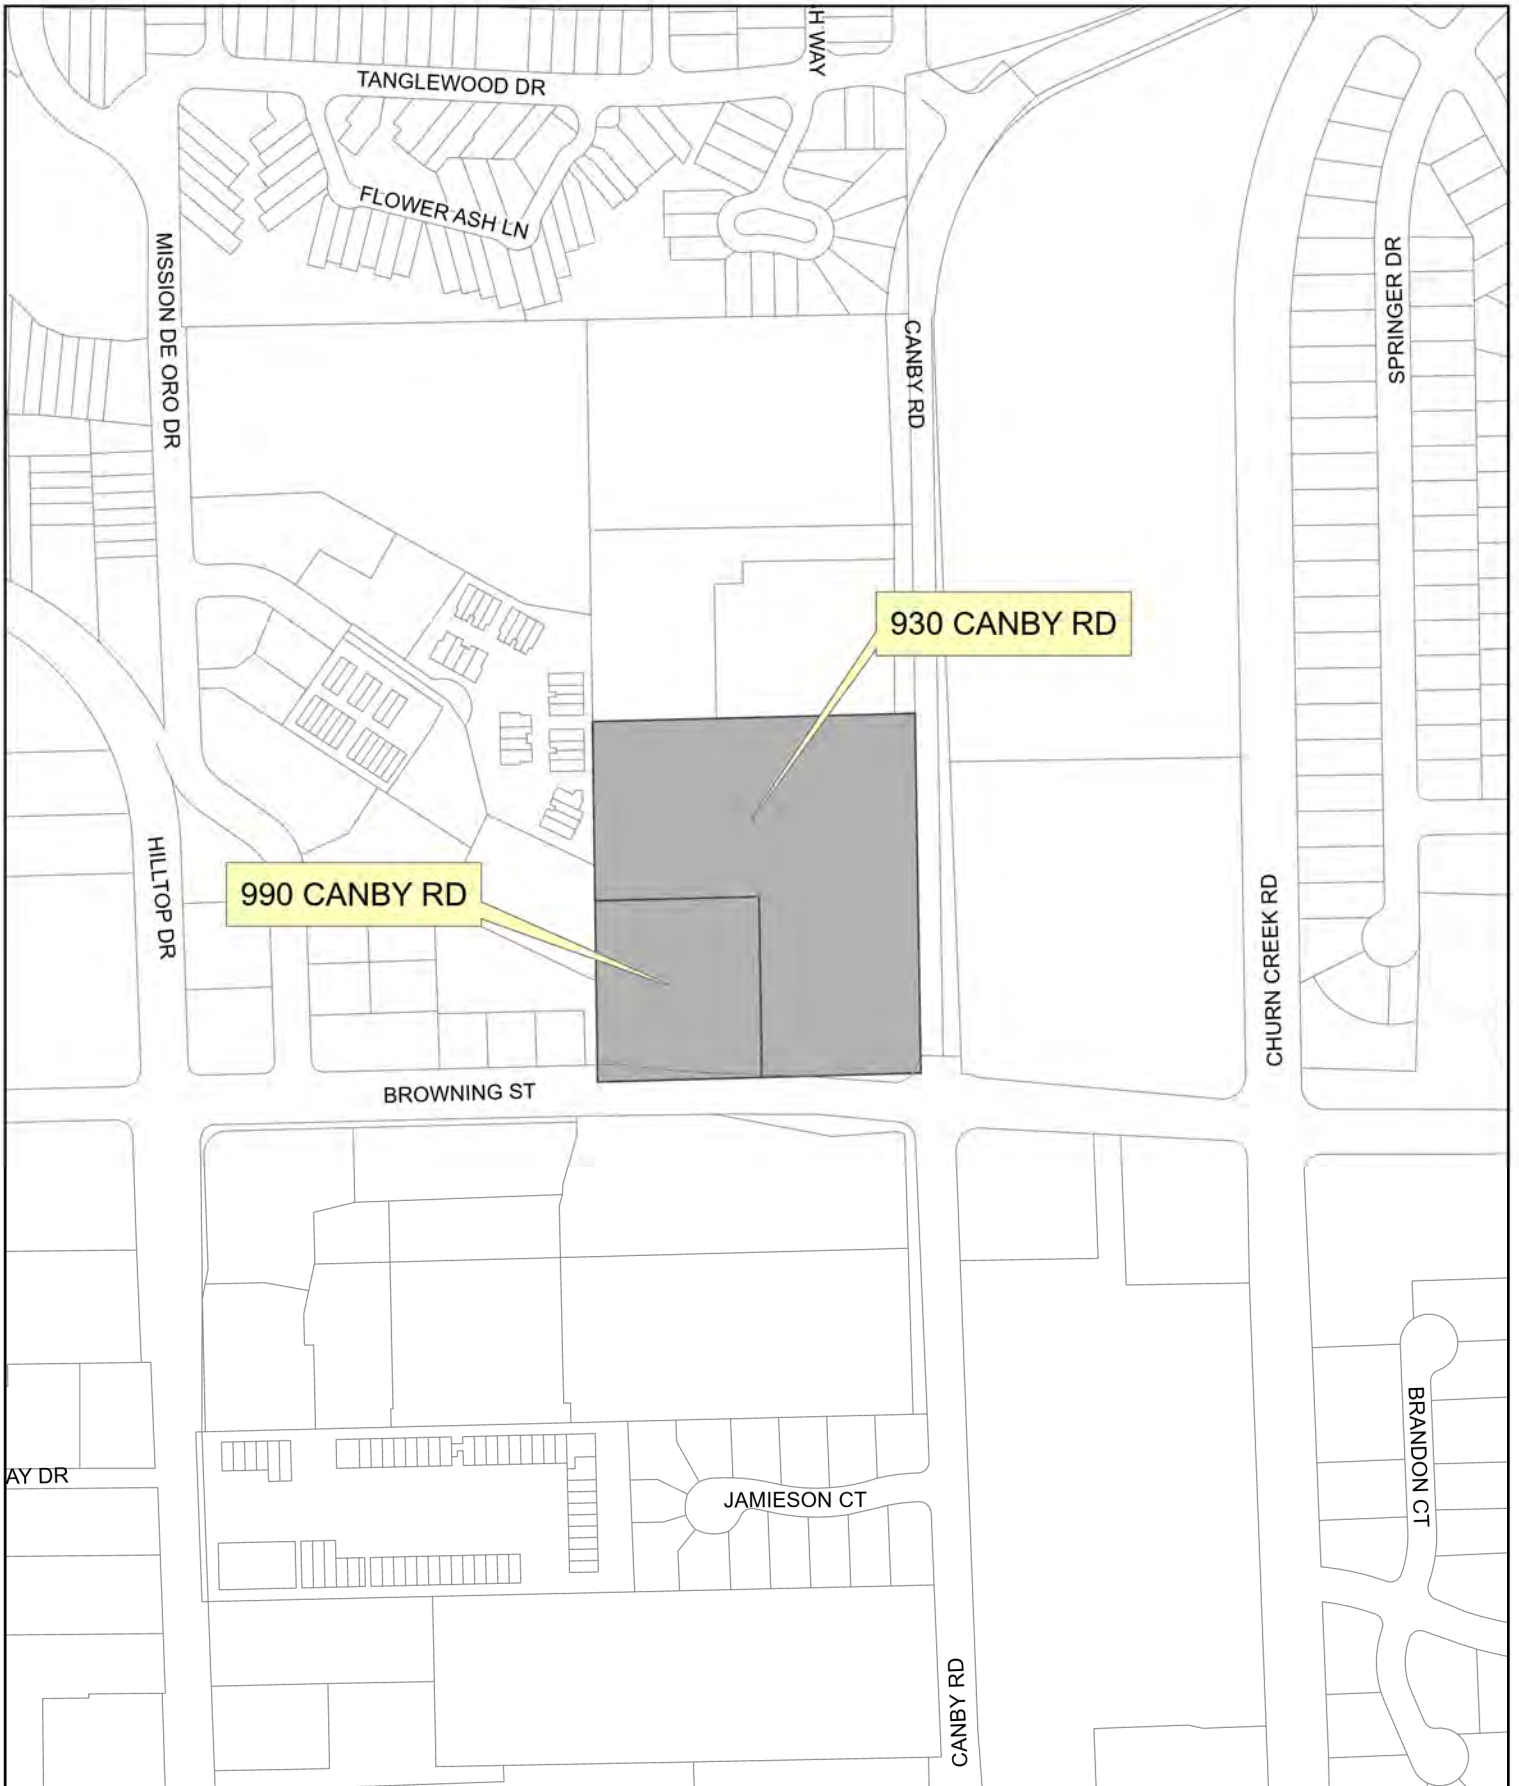 H WAY
TANGLEWOOD DR
FLOWER ASH LN
MISSION DE ORO DR
SPRINGER DR
CANBY RD
930 CANBY RD
990 CANBY RD
HILLTOP DR
CHURN CREEK RD
BROWNING ST
BRANDON CT
AY DR
JAMIESON CT
CANBY RD